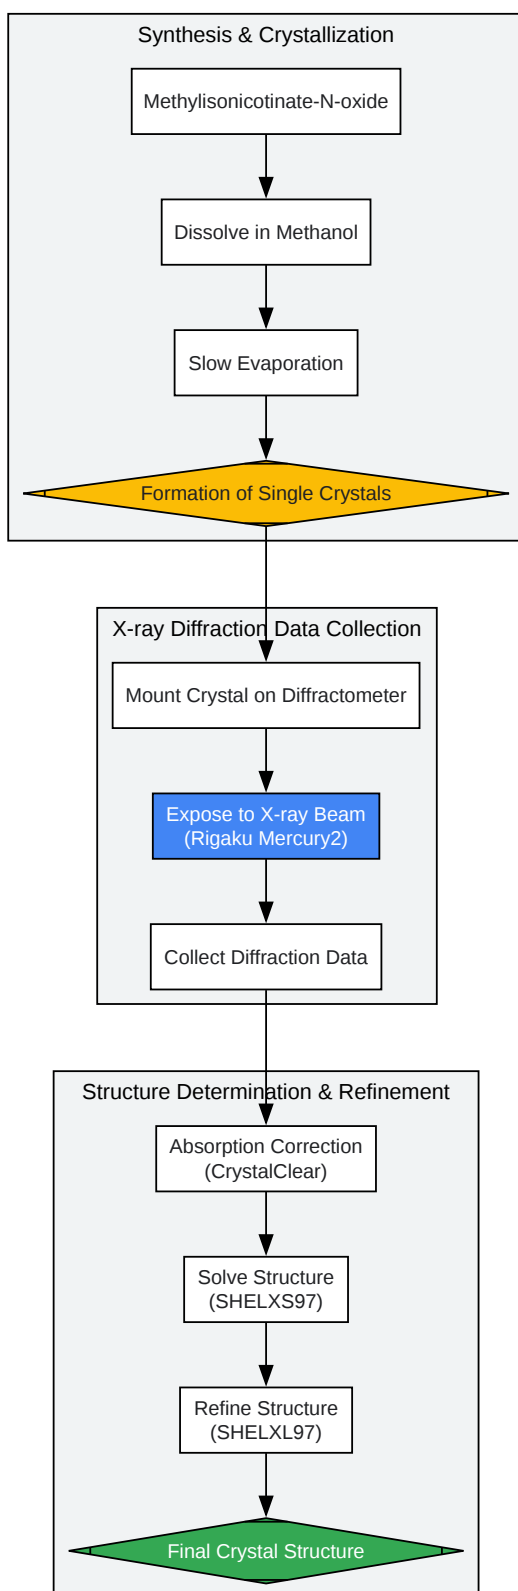 Synthesis & Crystallization
Methylisonicotinate-N-oxide
Dissolve in Methanol
Slow Evaporation
Formation of Single Crystals
X-ray Diffraction Data Collection
Mount Crystal on Diffractometer
Expose to X-ray Beam
(Rigaku Mercury2)
Collect Diffraction Data
Structure Determination & Refinement
Absorption Correction
(CrystalClear)
Solve Structure
(SHELXS97)
Refine Structure
(SHELXL97)
Final Crystal Structure